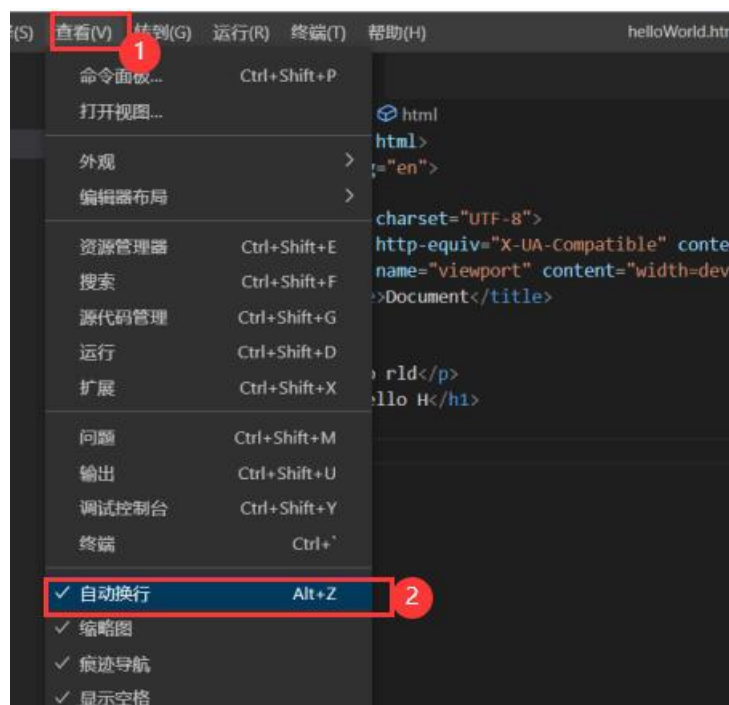 (S) 查看(V) 转到(G) 运行(R) 终端(T) 帮助(H) helloWorld.htm
1
命令面板... Ctrl+Shift+P
打开视图...
html
html>
外观
="en">
编辑器布局
charset="UTF-8">
资源管理器 Ctrl+Shift+E
http-equiv="X-UA-Compatible" conte
搜索 Ctrl+Shift+F
name="viewport" content="width=dev
>Document</title>
源代码管理 Ctrl+Shift+G
运行 Ctrl+Shift+D
rld</p>
扩展 Ctrl+Shift+X
ello H</h1>
问题 Ctrl+Shift+M
输出 Ctrl+Shift+U
调试控制台 Ctrl+Shift+Y
终端 Ctrl+`
✓ 自动换行 Alt+Z
2
✓ 缩略图
✓ 痕迹导航
✓ 显示空格